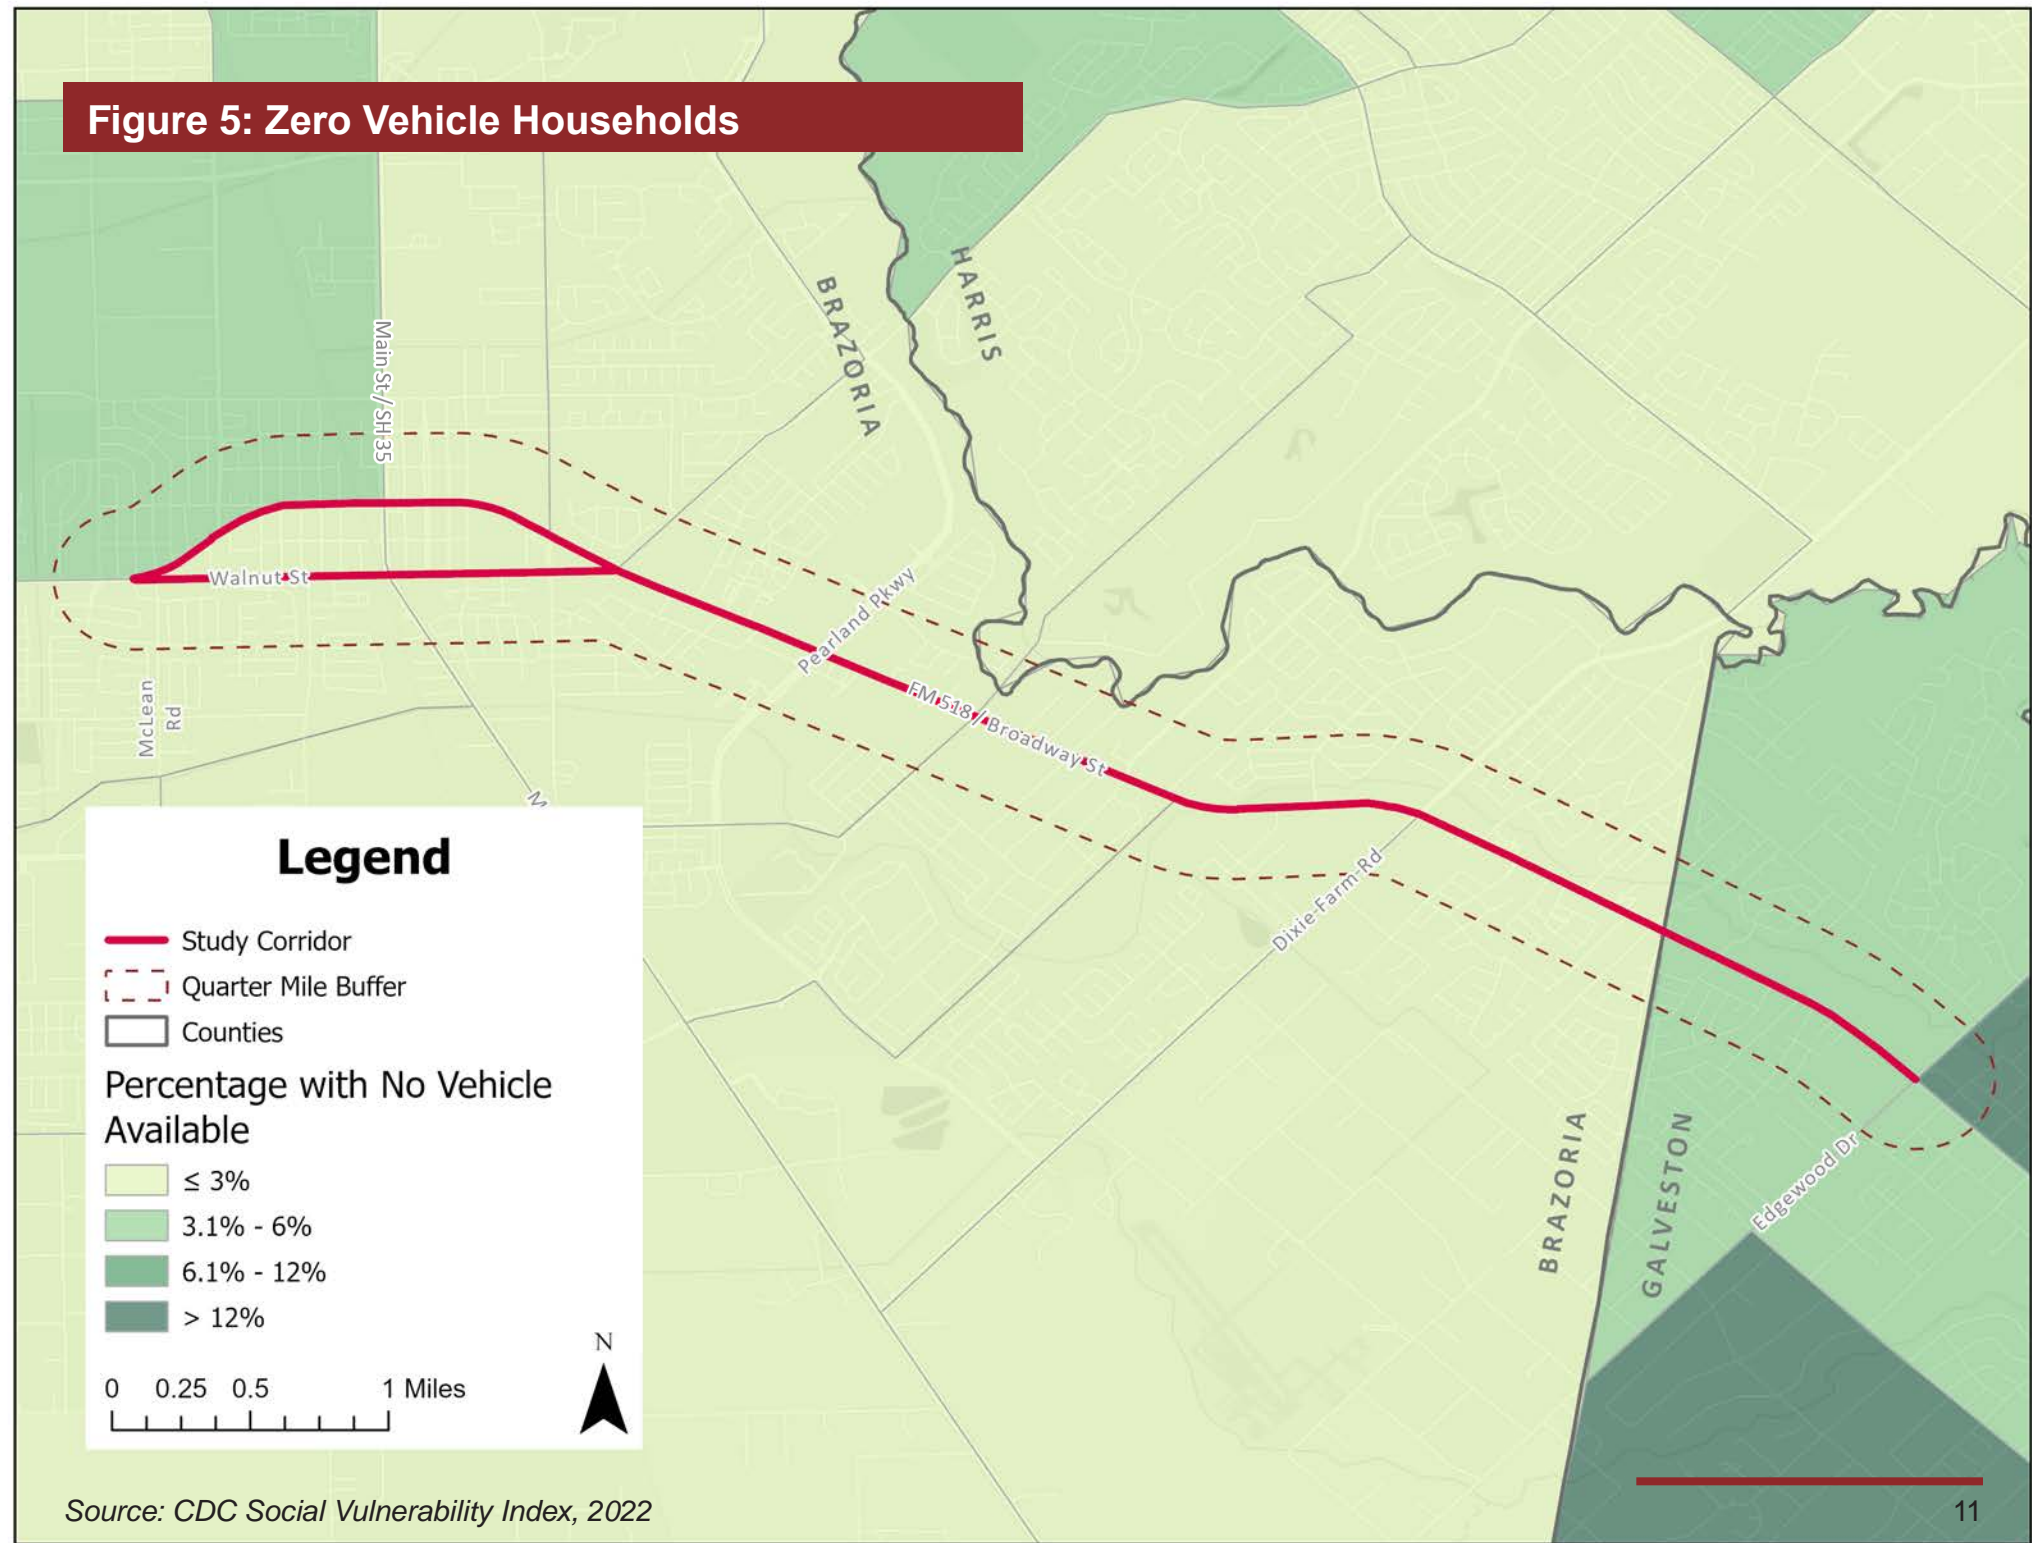 Figure 5: Zero Vehicle Households
HARRIS
BRAZORIA
Main St / SH 35
Walnut St
Pearland Pkwy
McLean
Rd
FM 518 / Broadway St
M
Dixie-Farm-Rd
BRAZORIA
GALVESTON
Edgewood Dr
Legend
Study Corridor
Quarter Mile Buffer
Counties
Percentage with No Vehicle
Available
≤ 3%
3.1% - 6%
6.1% - 12%
> 12%
N
0 0.25 0.5 1 Miles
Source: CDC Social Vulnerability Index, 2022
11